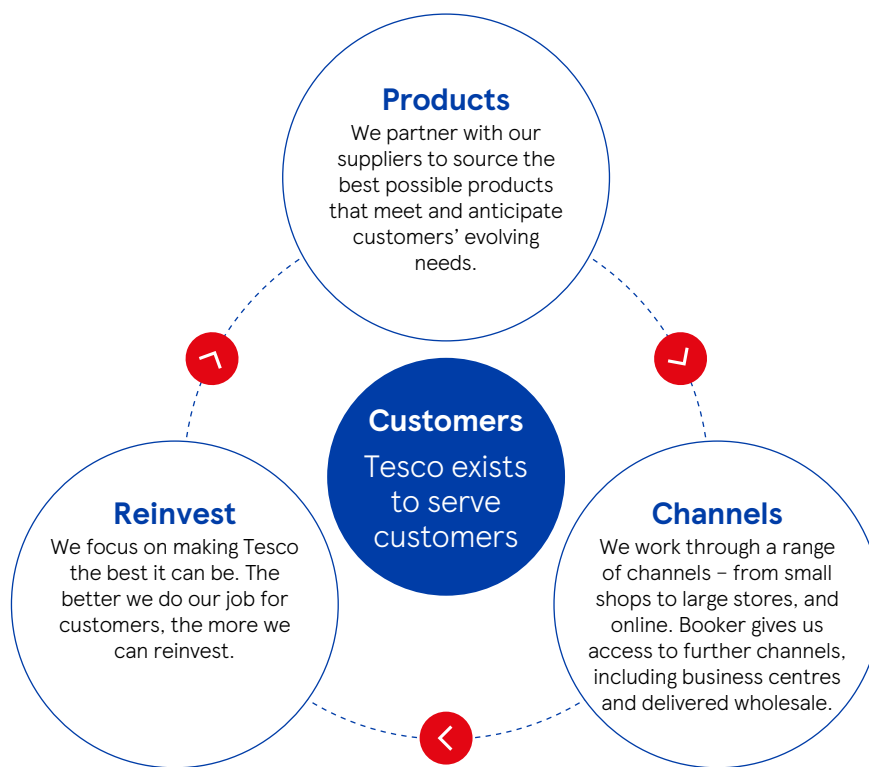 Products
We partner with our
suppliers to source the
best possible products
that meet and anticipate
customers’ evolving
needs.
Customers
Tesco exists
to serve
customers
Reinvest
We focus on making Tesco
the best it can be. The
better we do our job for
customers, the more we
can reinvest.
Channels
We work through a range
of channels – from small
shops to large stores, and
online. Booker gives us
access to further channels,
including business centres
and delivered wholesale.